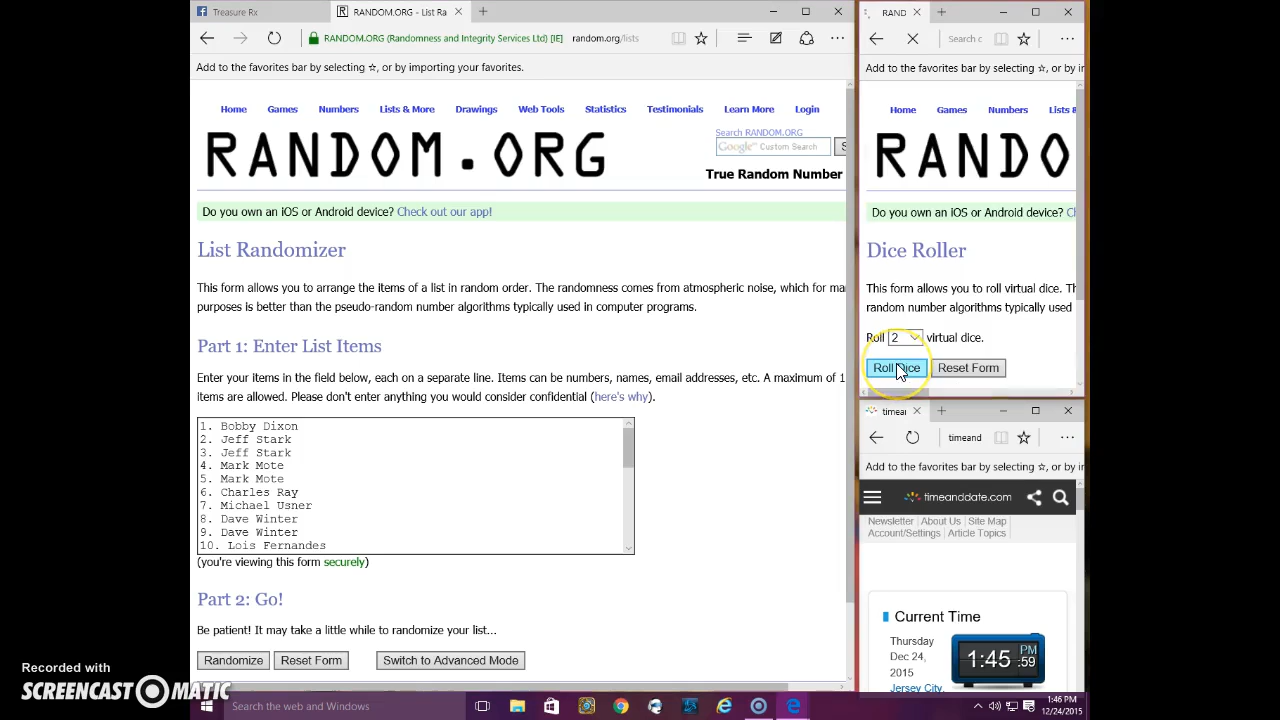 Treasure Rx
RANDOM.ORG - List Ra
RANDOM.ORG (Randomness and Integrity Services Ltd) [IE] random.org/lists
Add to the favorites bar by selecting ☆, or by importing your favorites.
Home Games Numbers Lists & More Drawings Web Tools Statistics Testimonials Learn More Login
RANDOM.ORG
Search RANDOM.ORG
Google™ Custom Search S
True Random Number
Do you own an iOS or Android device? Check out our app!
List Randomizer
This form allows you to arrange the items of a list in random order. The randomness comes from atmospheric noise, which for ma
purposes is better than the pseudo-random number algorithms typically used in computer programs.
Part 1: Enter List Items
Enter your items in the field below, each on a separate line. Items can be numbers, names, email addresses, etc. A maximum of 1
items are allowed. Please don't enter anything you would consider confidential (here's why).
1. Bobby Dixon
2. Jeff Stark
3. Jeff Stark
4. Mark Mote
5. Mark Mote
6. Charles Ray
7. Michael Usner
8. Dave Winter
9. Dave Winter
10. Lois Fernandes
(you're viewing this form securely)
Part 2: Go!
Be patient! It may take a little while to randomize your list...
Randomize Reset Form Switch to Advanced Mode
RAND
Search c
Add to the favorites bar by selecting ☆, or by ir
Home Games Numbers Lists &
RANDO
Do you own an iOS or Android device? Ch
Dice Roller
This form allows you to roll virtual dice. The
random number algorithms typically used
Roll 2 virtual dice.
Roll Dice Reset Form
timear
timeand
Add to the favorites bar by selecting ☆, or by ir
timeanddate.com
Newsletter About Us Site Map
Account/Settings Article Topics
Current Time
Thursday
Dec 24,
2015
Jersey City,
1:45 PM :59
Recorded with
SCREENCAST-O-MATIC
Search the web and Windows
1:46 PM
12/24/2015